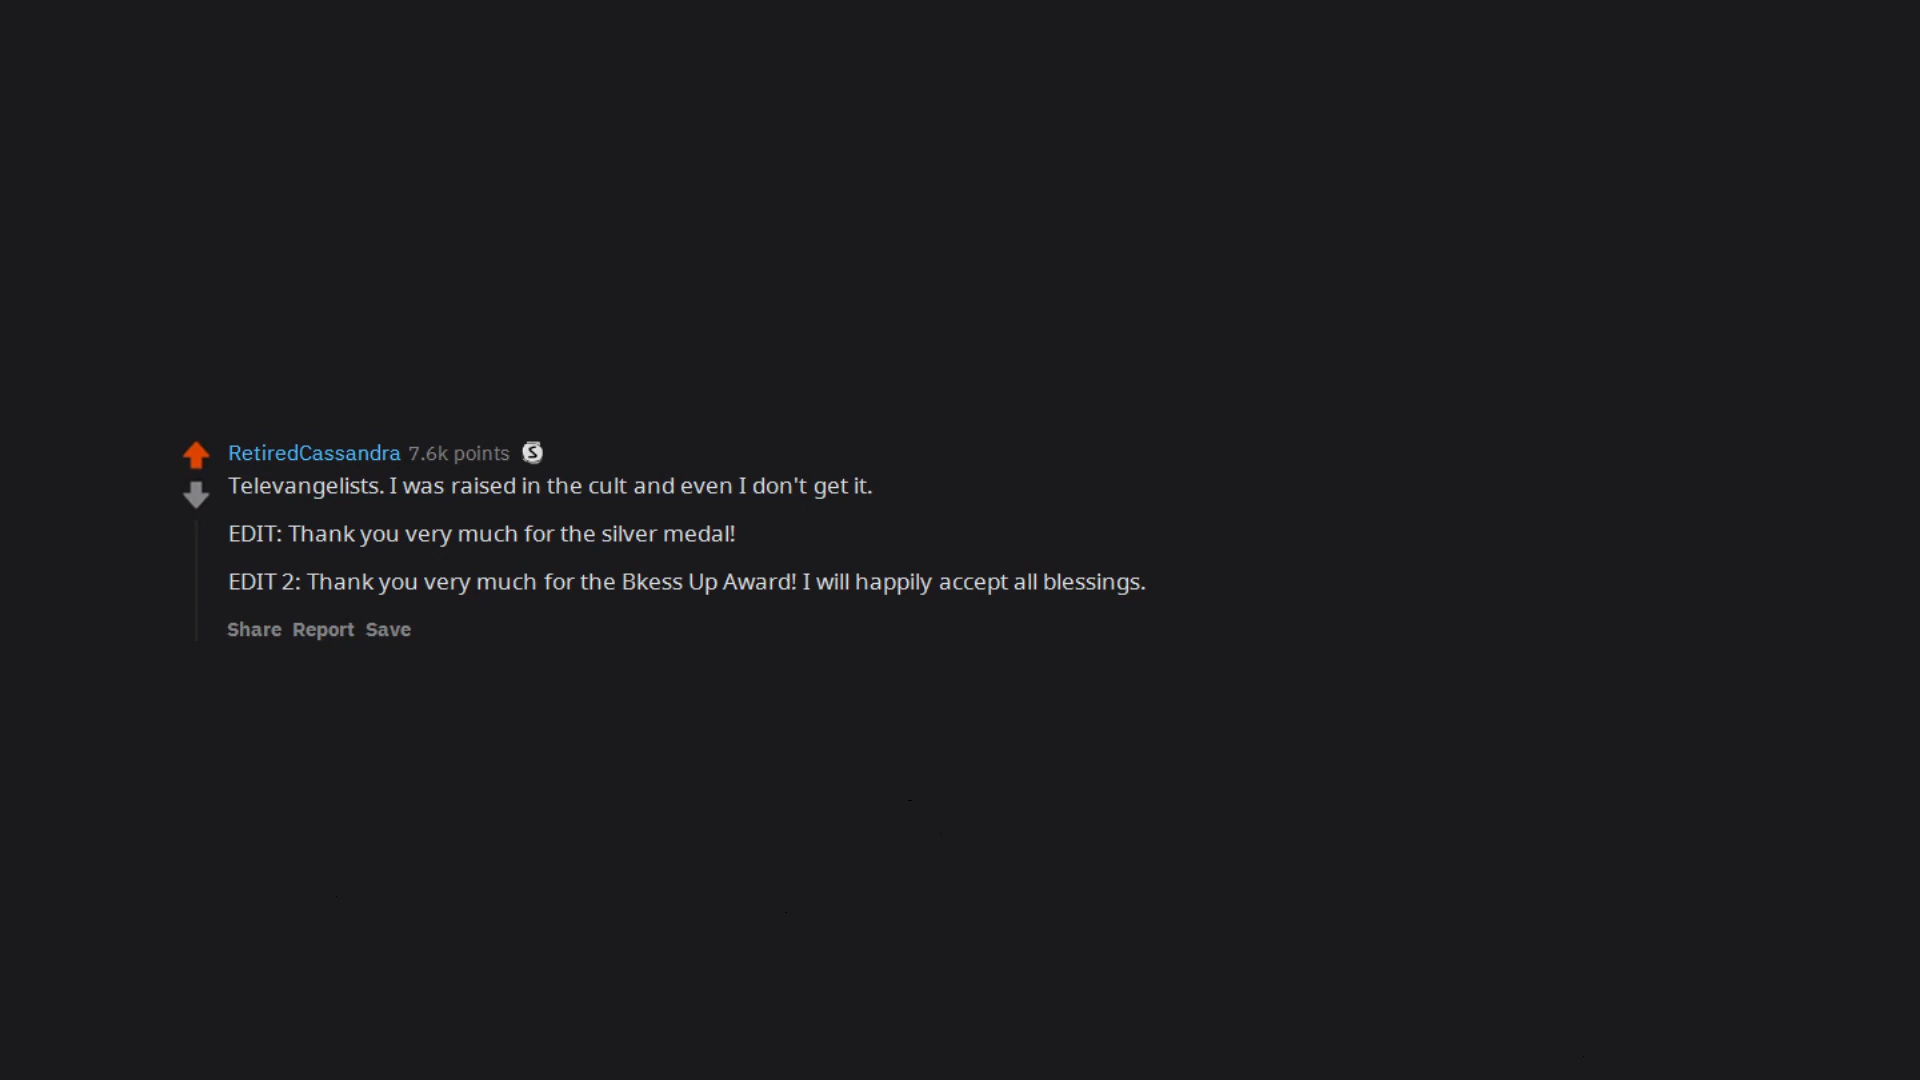 RetiredCassandra 7.6k points S
Televangelists. I was raised in the cult and even I don't get it.
EDIT: Thank you very much for the silver medal!
EDIT 2: Thank you very much for the Bkess Up Award! I will happily accept all blessings.
Share Report Save